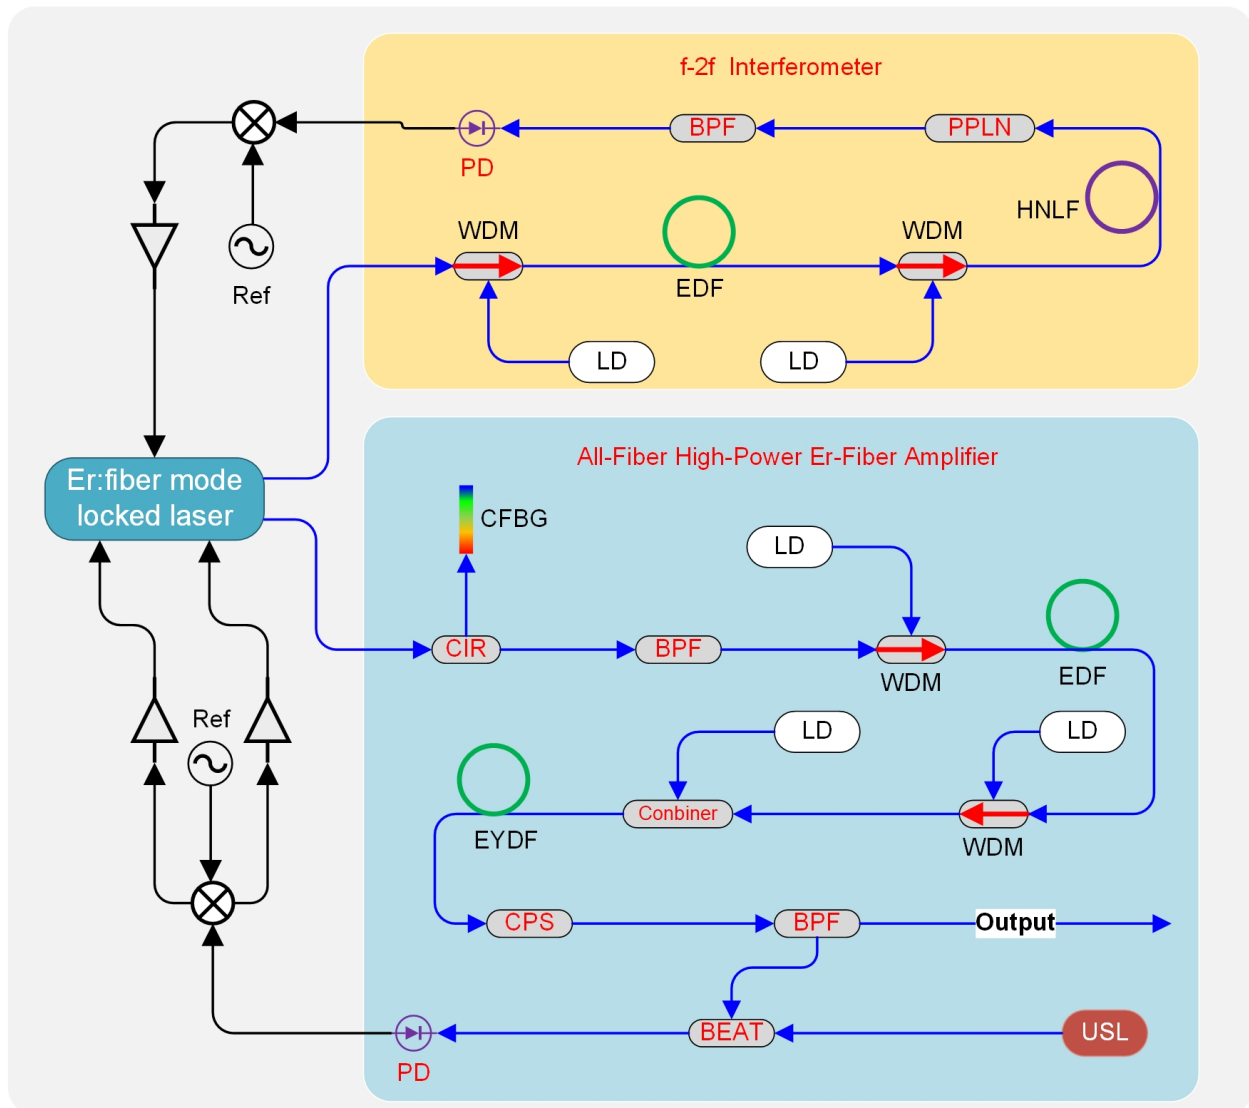 f-2f Interferometer
BPF
PPLN
PD
HNLF
WDM
WDM
EDF
Ref
LD
LD
Er:fiber mode
locked laser
All-Fiber High-Power Er-Fiber Amplifier
CFBG
LD
CIR
BPF
WDM
EDF
Ref
LD
LD
Conbiner
EYDF
WDM
CPS
BPF
Output
BEAT
USL
PD